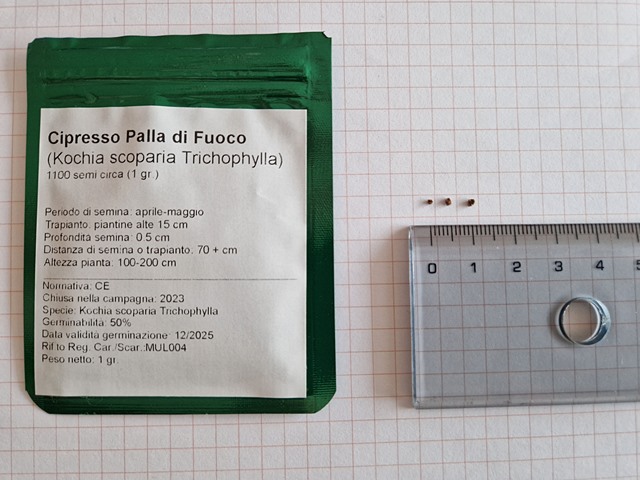 Cipresso Palla di Fuoco
(Kochia scoparia Trichophylla)
1100 semi circa (1 gr.)
Periodo di semina: aprile-maggio
Trapianto: piantine alte 15 cm
Profondità semina: 0.5 cm
Distanza di semina o trapianto: 70 + cm
Altezza pianta: 100-200 cm
Normativa: CE
Chiusa nella campagna: 2023
Specie: Kochia scoparia Trichophylla
Germinabilità: 50%
Data validità germinazione: 12/2025
Rif.to Reg. Car./Scar.:MUL004
Peso netto: 1 gr.
0 1 2 3 4 5